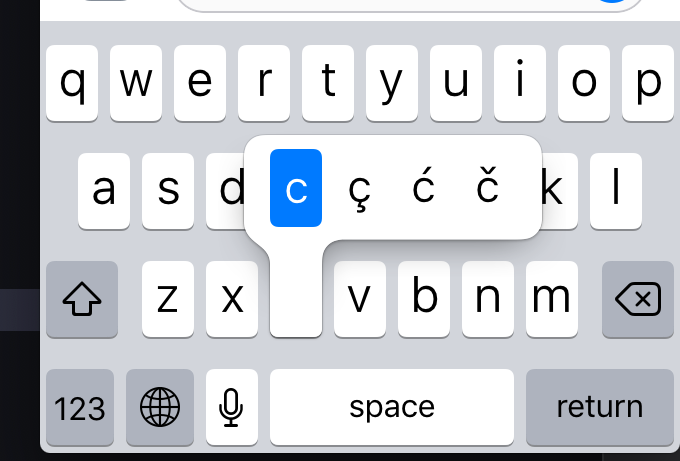 q w e r t y u i o p
c ç ć č
a s d k l
z x v b n m
123 space return